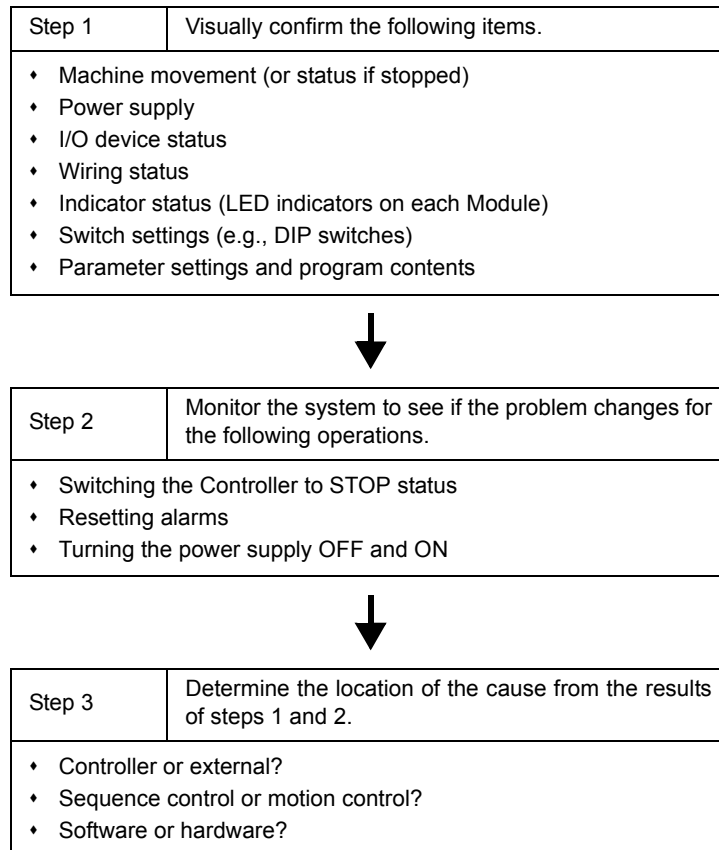 Step 1
Visually confirm the following items.
♦ Machine movement (or status if stopped)
♦ Power supply
♦ I/O device status
♦ Wiring status
♦ Indicator status (LED indicators on each Module)
♦ Switch settings (e.g., DIP switches)
♦ Parameter settings and program contents
Step 2
Monitor the system to see if the problem changes for
the following operations.
♦ Switching the Controller to STOP status
♦ Resetting alarms
♦ Turning the power supply OFF and ON
Step 3
Determine the location of the cause from the results
of steps 1 and 2.
♦ Controller or external?
♦ Sequence control or motion control?
♦ Software or hardware?